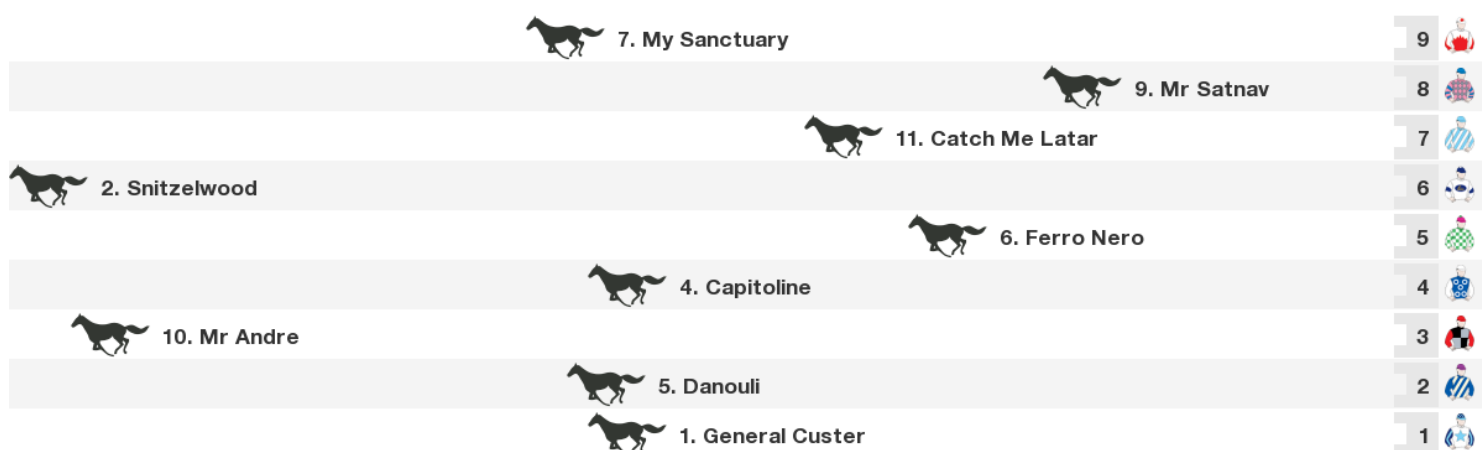 7. My Sanctuary 9
9. Mr Satnav 8
11. Catch Me Latar 7
2. Snitzelwood 6
6. Ferro Nero 5
4. Capitoline 4
10. Mr Andre 3
5. Danouli 2
1. General Custer 1